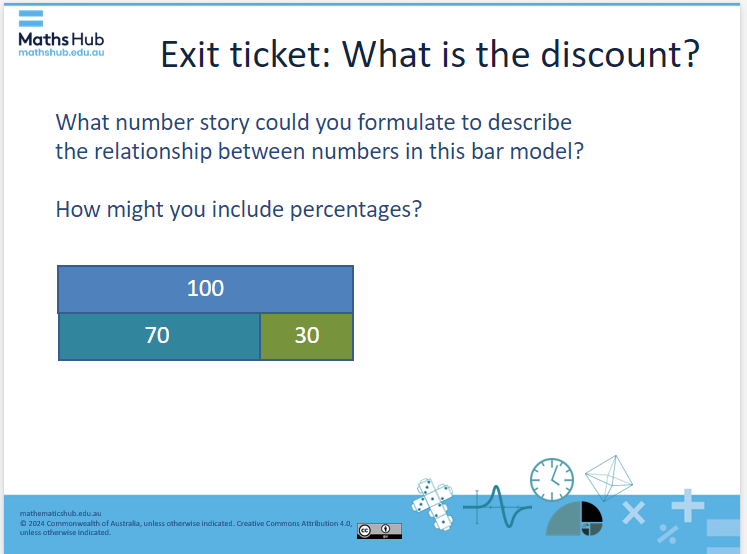 Maths Hub
mathshub.edu.au
Exit ticket: What is the discount?
What number story could you formulate to describe
the relationship between numbers in this bar model?
How might you include percentages?
100
70 30
mathematicshub.edu.au
© 2024 Commonwealth of Australia, unless otherwise indicated. Creative Commons Attribution 4.0,
unless otherwise indicated.
cc
BY